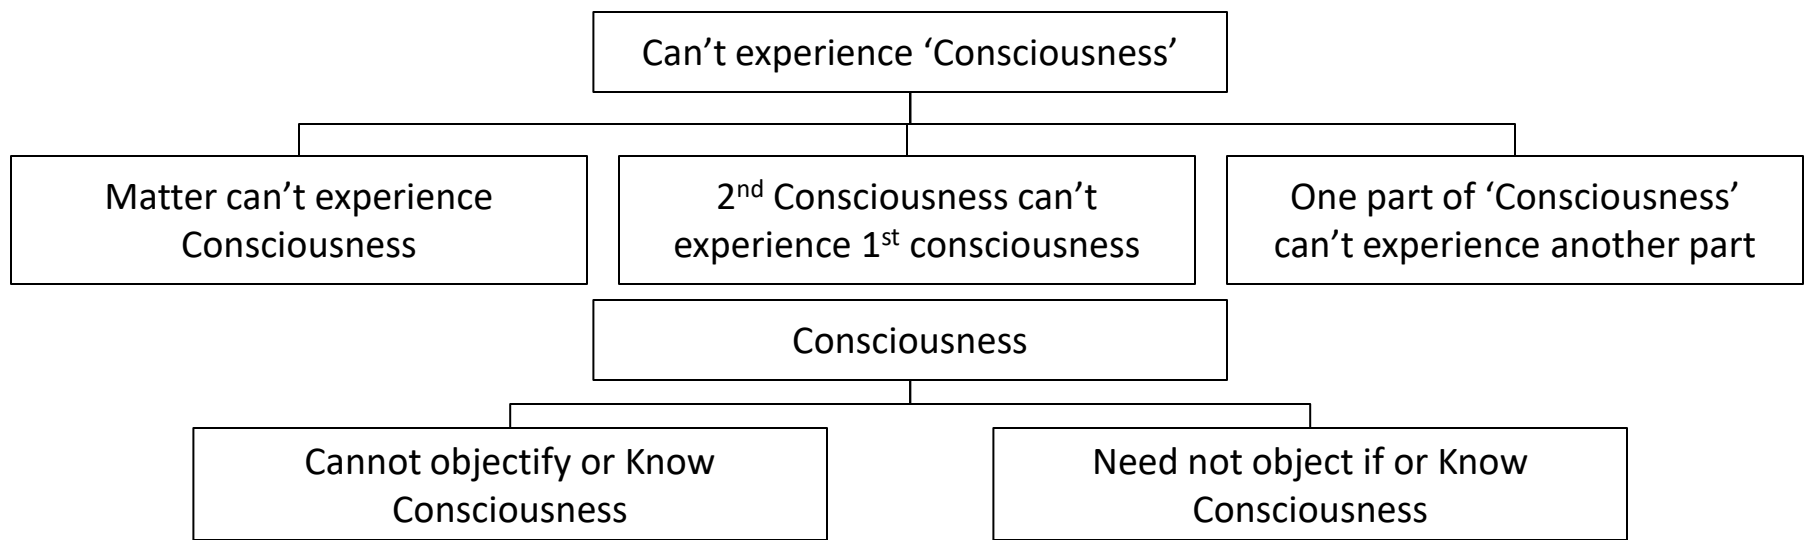 Can’t experience ‘Consciousness’
Matter can’t experience
Consciousness
2nd Consciousness can’t
experience 1st consciousness
One part of ‘Consciousness’
can’t experience another part
Consciousness
Cannot objectify or Know
Consciousness
Need not object if or Know
Consciousness